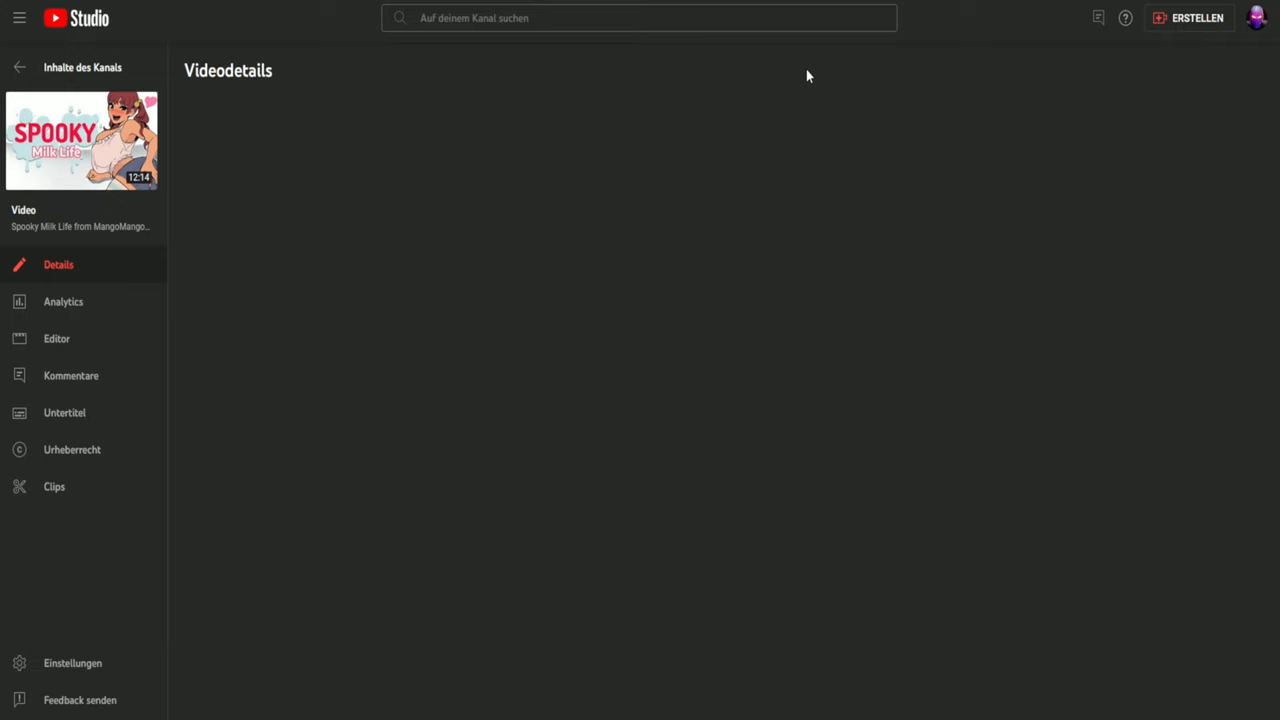 Studio
Auf deinem Kanal suchen
ERSTELLEN
Inhalte des Kanals
Videodetails
SPOOKY
Milk Life
12:14
Video
Spooky Milk Life from MangoMango...
Details
Analytics
Editor
Kommentare
Untertitel
Urheberrecht
Clips
Einstellungen
Feedback senden